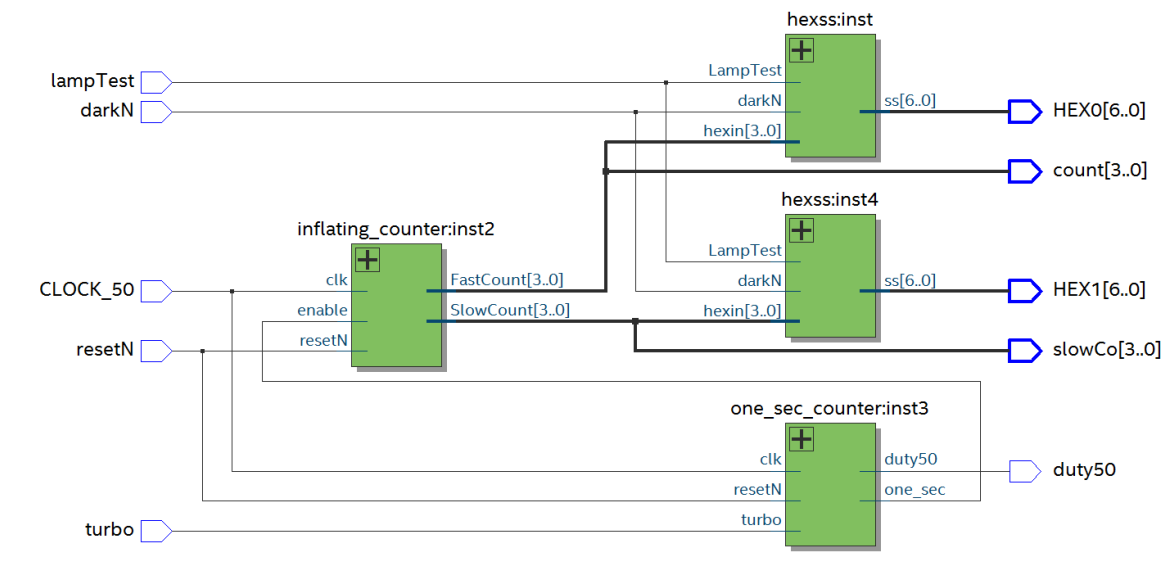 hexss:inst
lampTest
LampTest
darkN
darkN
ss[6..0]
HEX0[6..0]
hexin[3..0]
count[3..0]
hexss:inst4
inflating_counter:inst2
LampTest
CLOCK_50
clk
FastCount[3..0]
darkN
ss[6..0]
HEX1[6..0]
enable
SlowCount[3..0]
hexin[3..0]
resetN
resetN
slowCo[3..0]
one_sec_counter:inst3
clk
duty50
duty50
resetN
one_sec
turbo
turbo